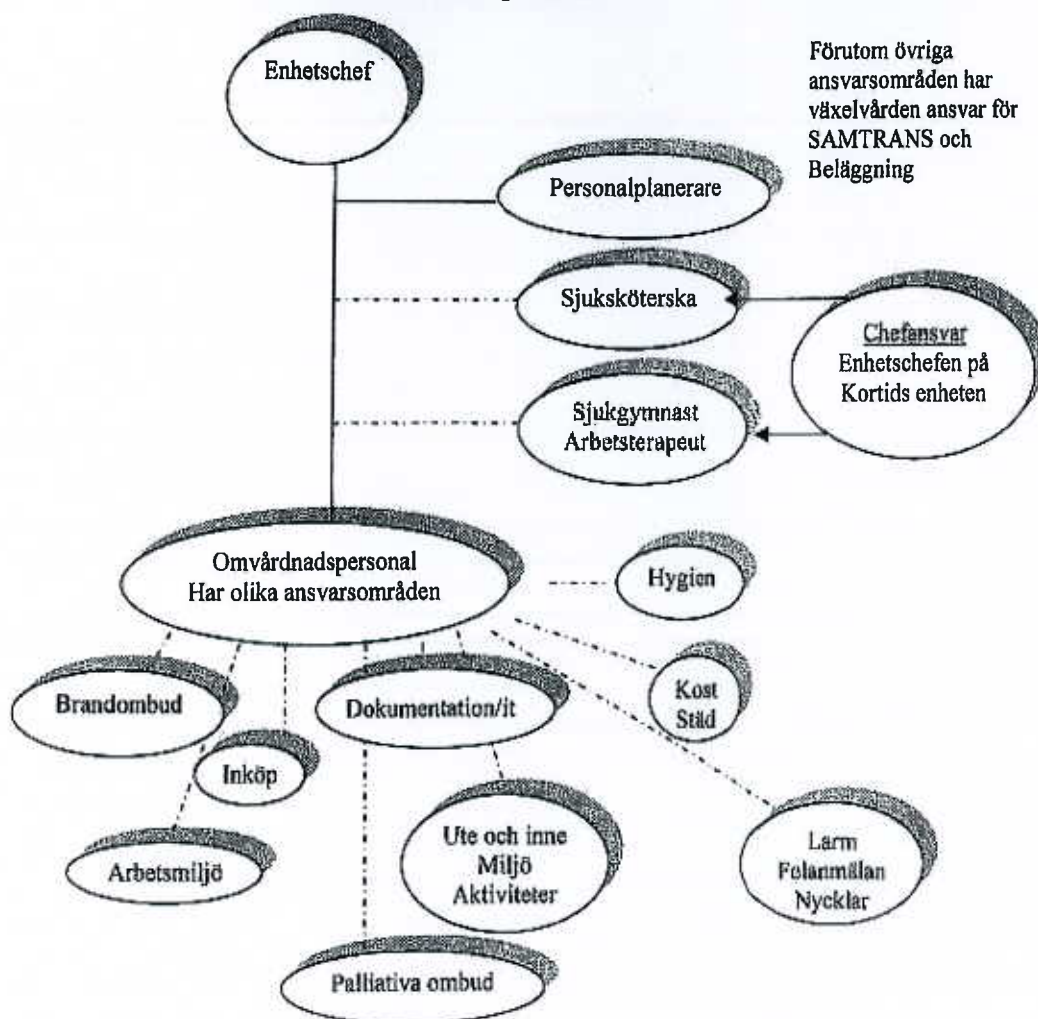 Enhetschef
Förutom övriga
ansvarsområden har
växelvården ansvar för
SAMTRANS och
Beläggning
Personalplanerare
Sjuksköterska
Chefansvar
Enhetschefen på
Kortids enheten
Sjukgymnast
Arbetsterapeut
Omvårdnadspersonal
Har olika ansvarsområden
Hygien
Kost
Städ
Brandombud
Dokumentation/it
Inköp
Arbetsmiljö
Ute och inne
Miljö
Aktiviteter
Larm
Felanmälan
Nycklar
Palliativa ombud